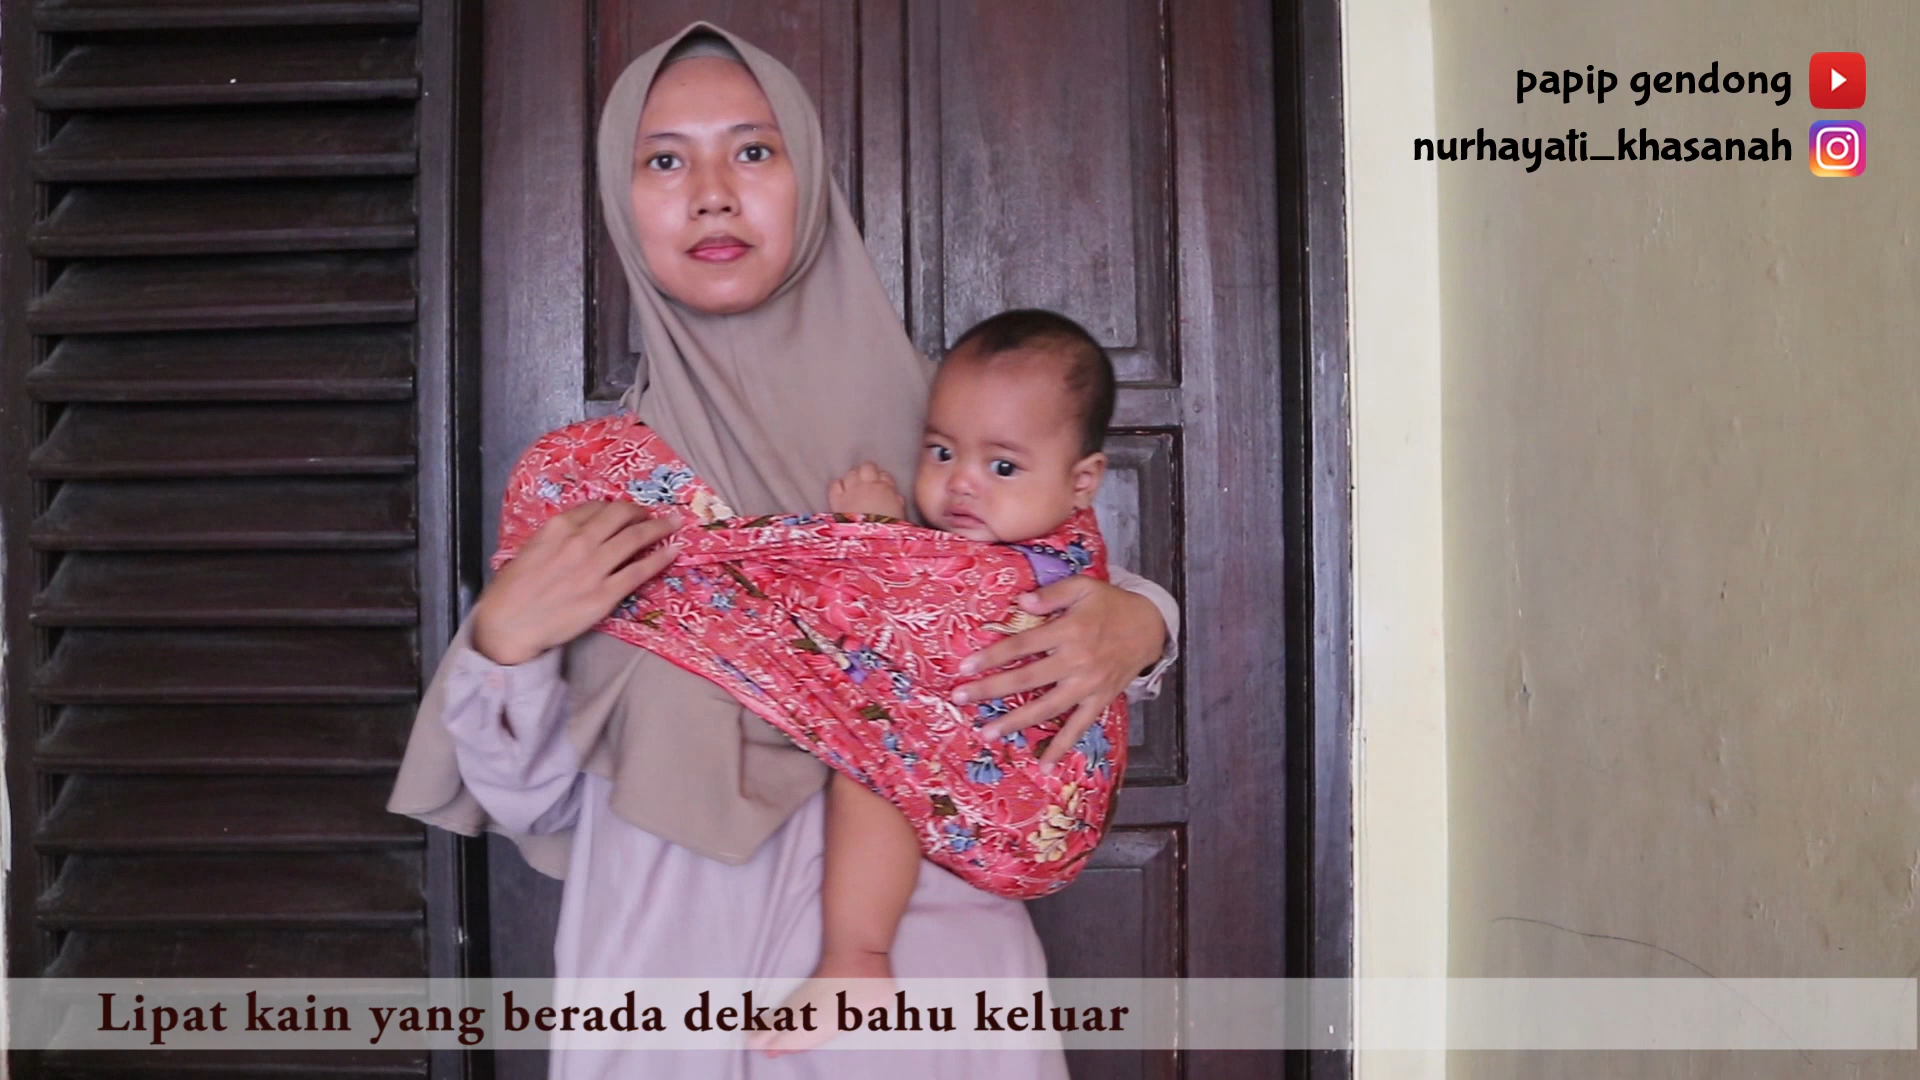 papip gendong
nurhayati_khasanah
Lipat kain yang berada dekat bahu keluar